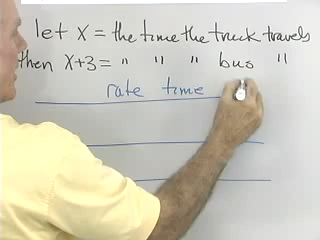 let X = the time the truck travels
then X+3 = " " " bus "
rate time